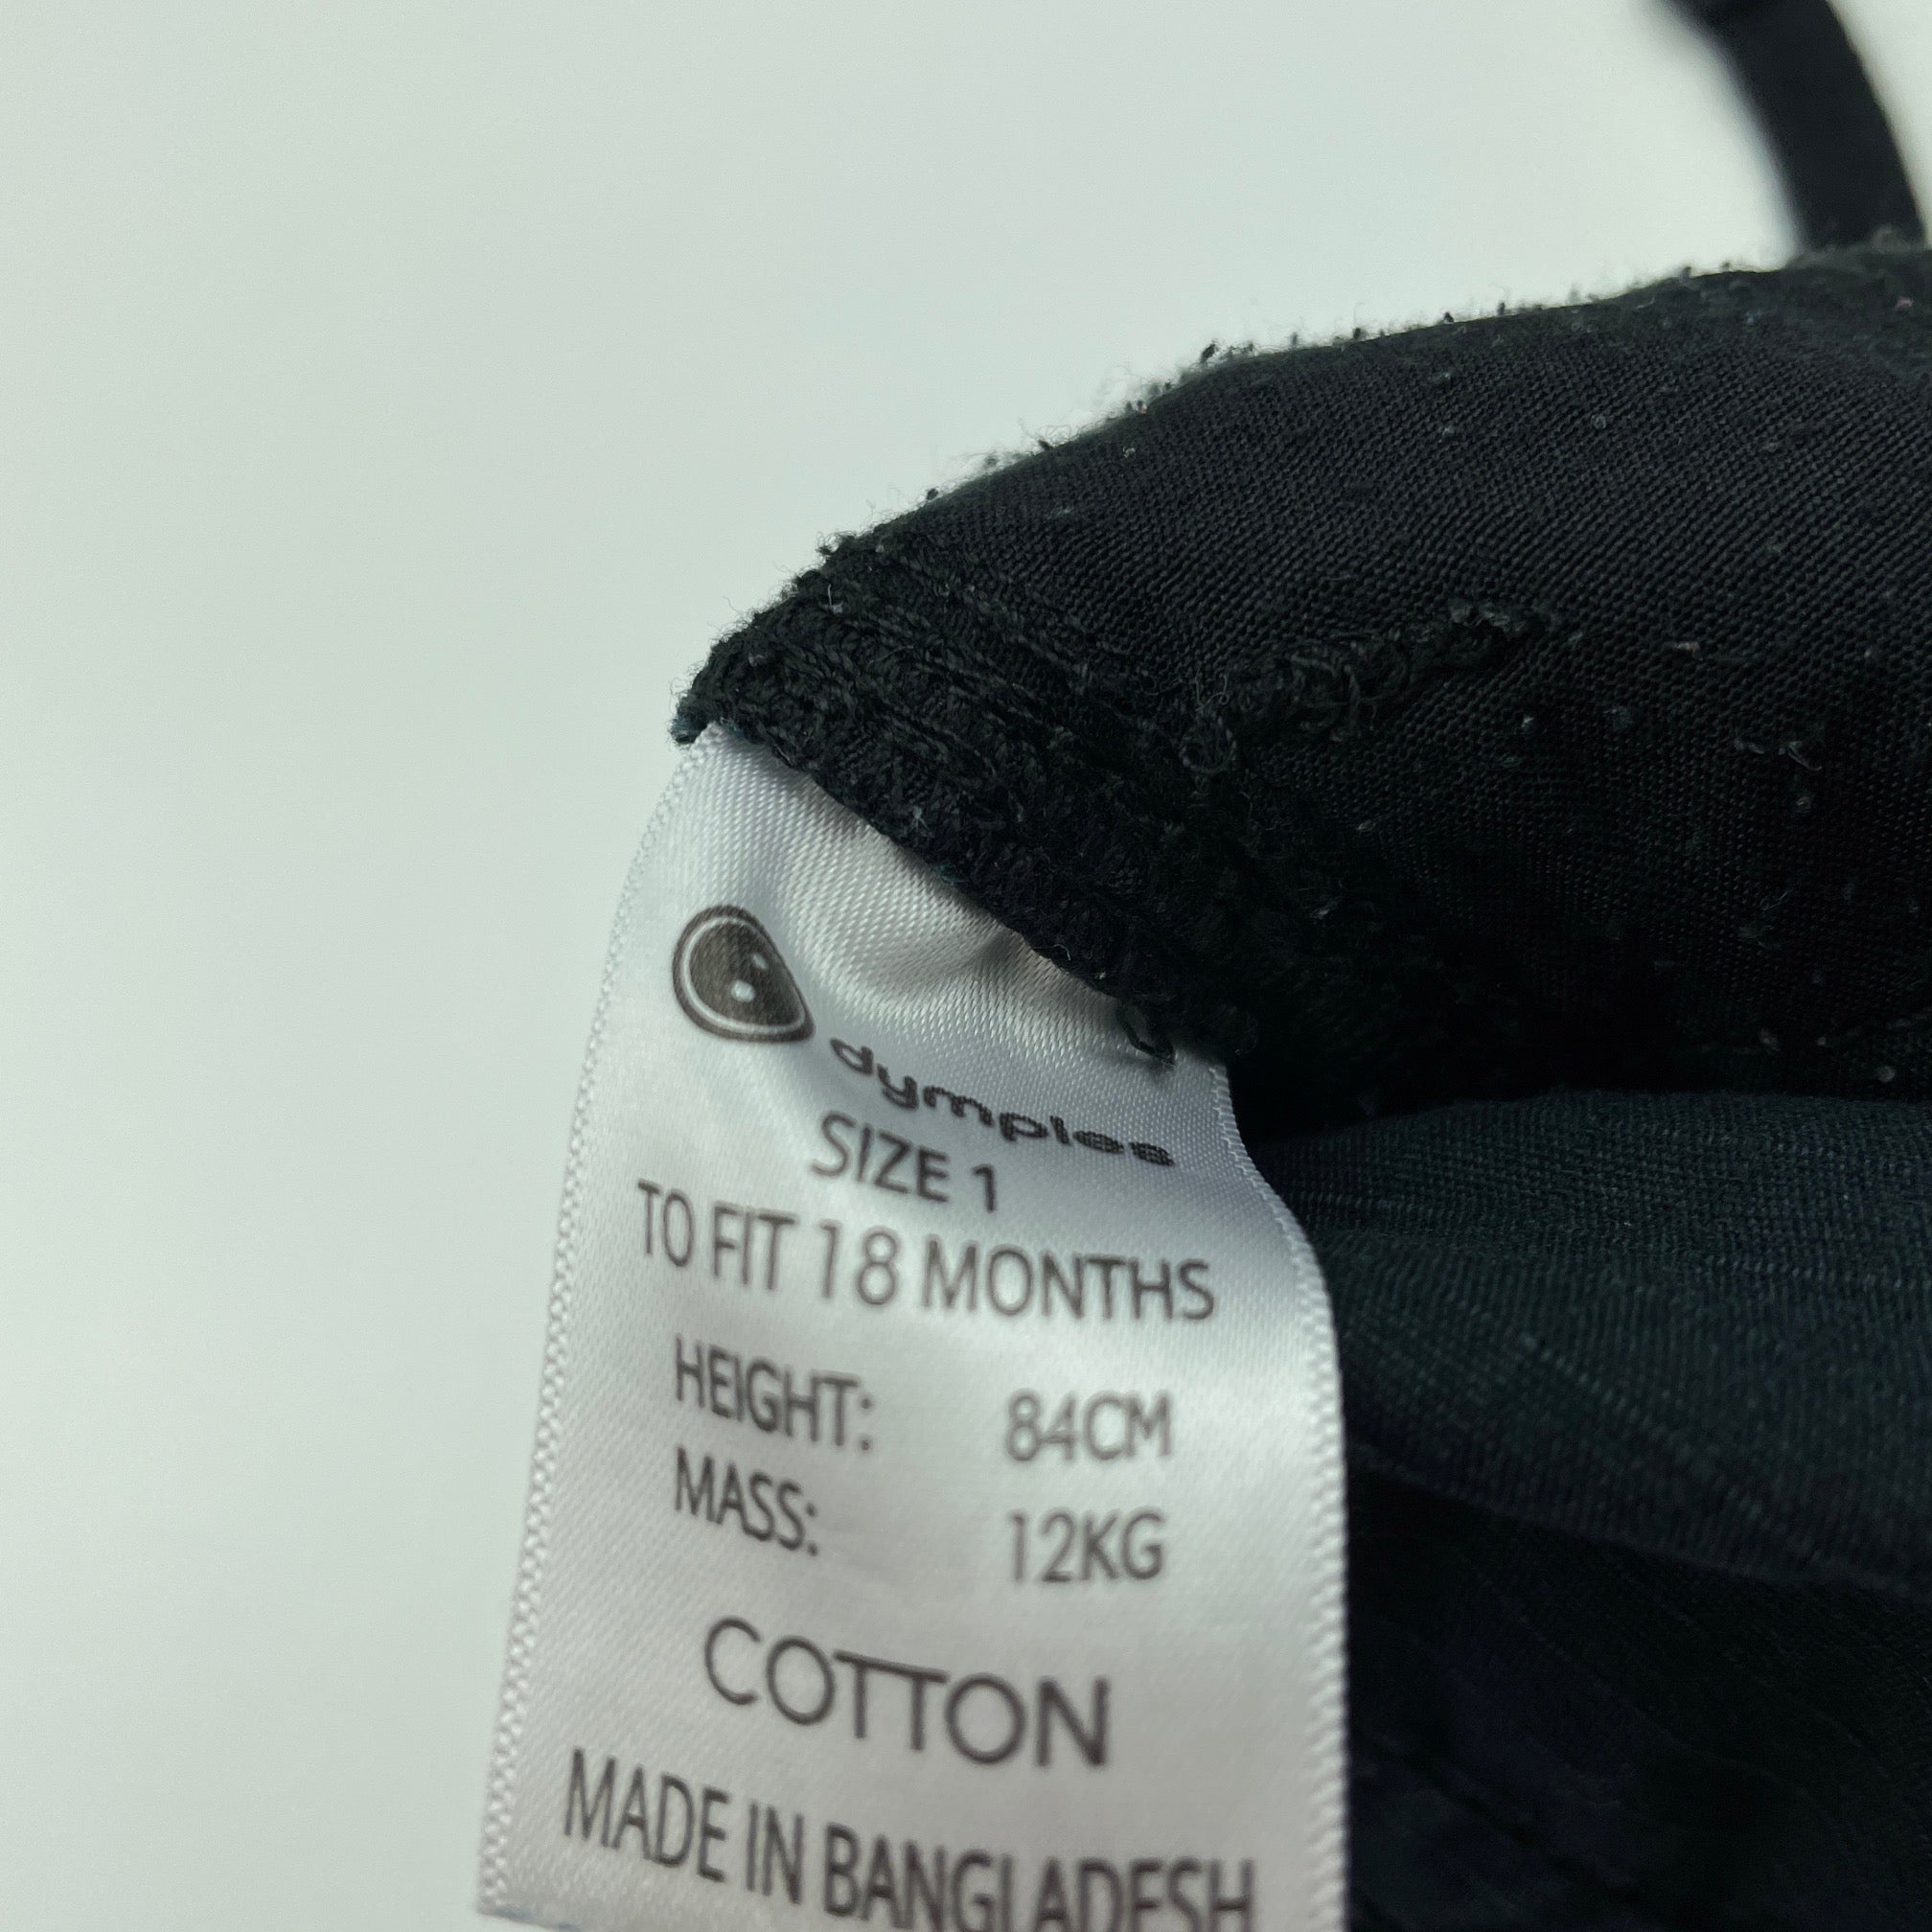 dymples
SIZE 1
TO FIT 18 MONTHS
HEIGHT: 84CM
MASS: 12KG
COTTON
MADE IN BANGLADESH